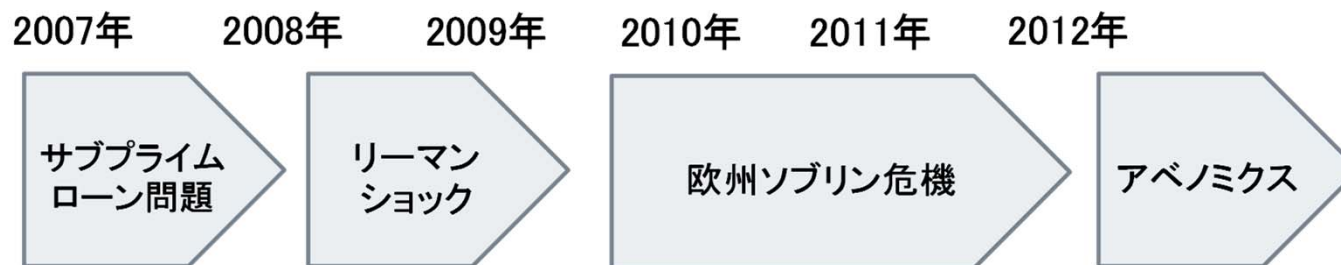 2007年 2008年 2009年 2010年 2011年 2012年
サブプライム
ローン問題
リーマン
ショック
欧州ソブリン危機
アベノミクス